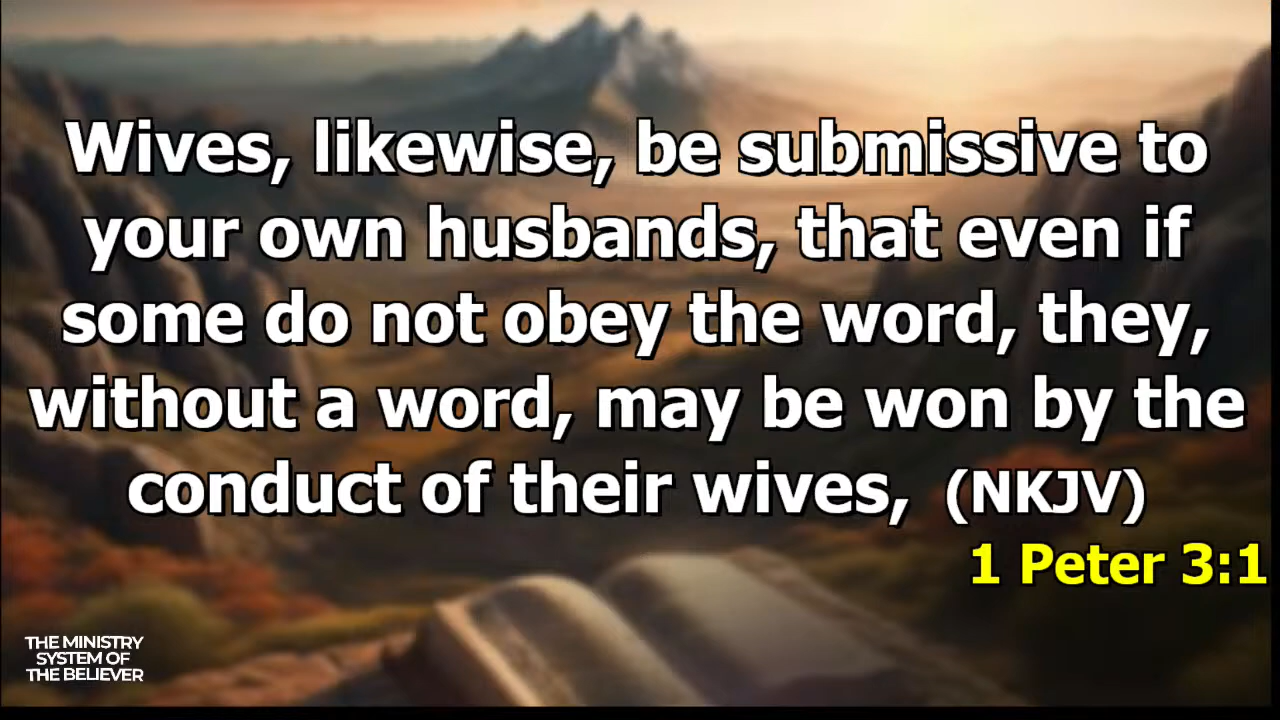 Wives, likewise, be submissive to
your own husbands, that even if
some do not obey the word, they,
without a word, may be won by the
conduct of their wives, (NKJV)
1 Peter 3:1
THE MINISTRY
SYSTEM OF
THE BELIEVER